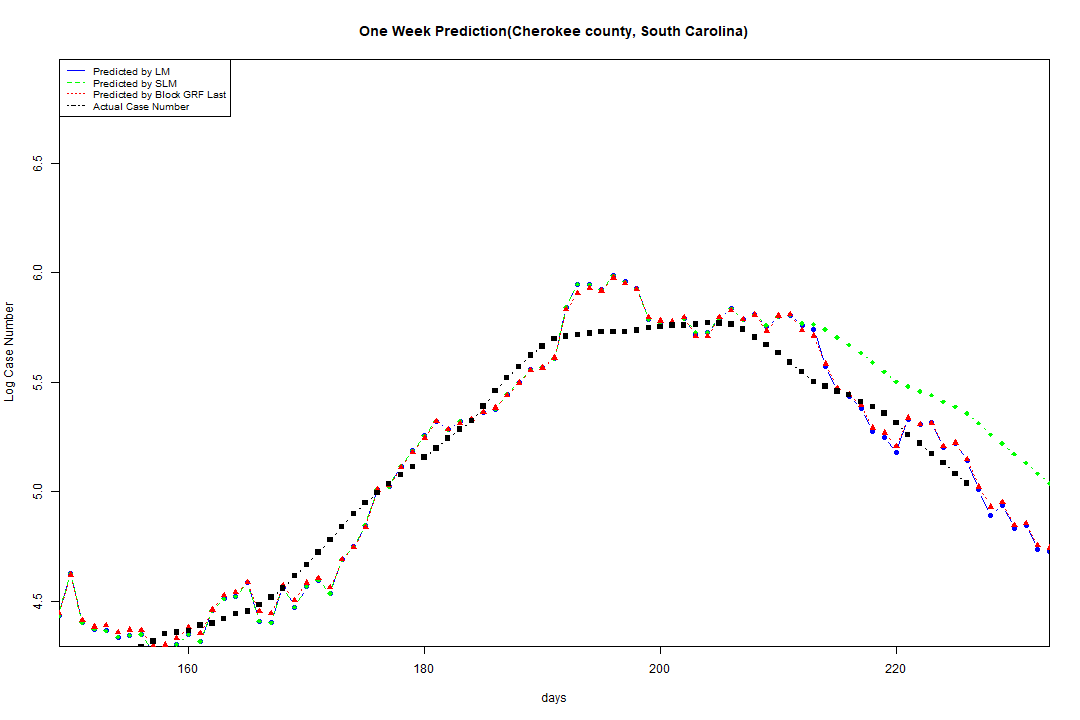 One Week Prediction(Cherokee county, South Carolina)
Predicted by LM
Predicted by SLM
Predicted by Block GRF Last
Actual Case Number
Log Case Number
6.5
6.0
5.5
5.0
4.5
160 180 200 220
days